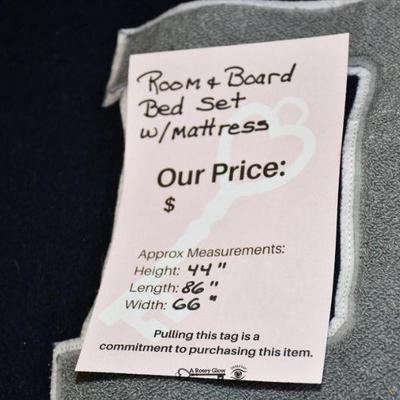 Room & Board
Bed Set
w/mattress
Our Price:
$
Approx Measurements:
Height: 44"
Length: 86"
Width: 66"
Pulling this tag is a
commitment to purchasing this item.
A Rosey Glow